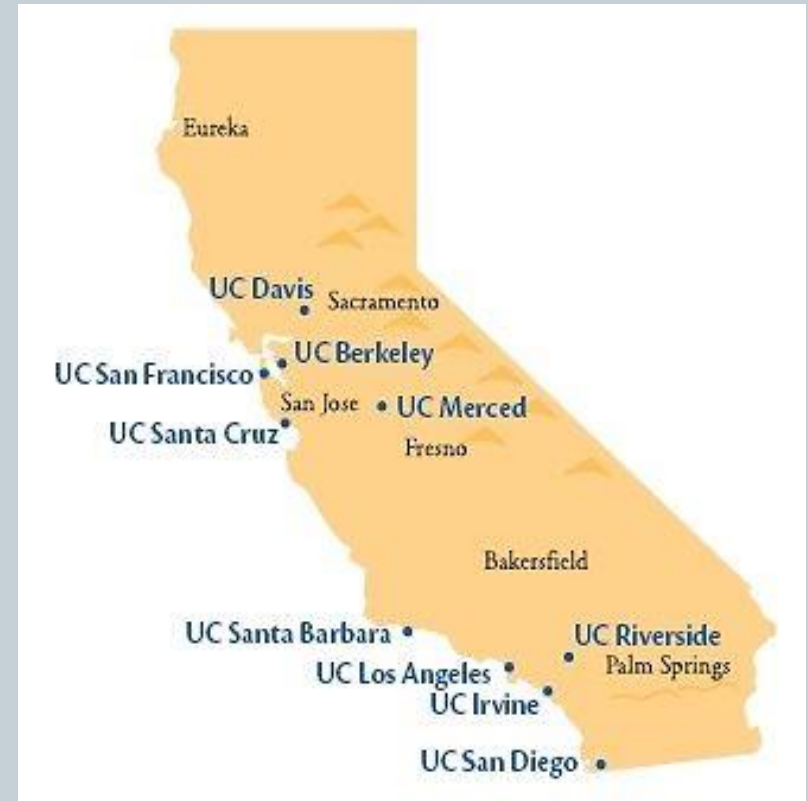 Eureka
UC Davis
Sacramento
UC Berkeley
UC San Francisco
San Jose
UC Merced
UC Santa Cruz
Fresno
Bakersfield
UC Santa Barbara
UC Riverside
Palm Springs
UC Los Angeles
UC Irvine
UC San Diego